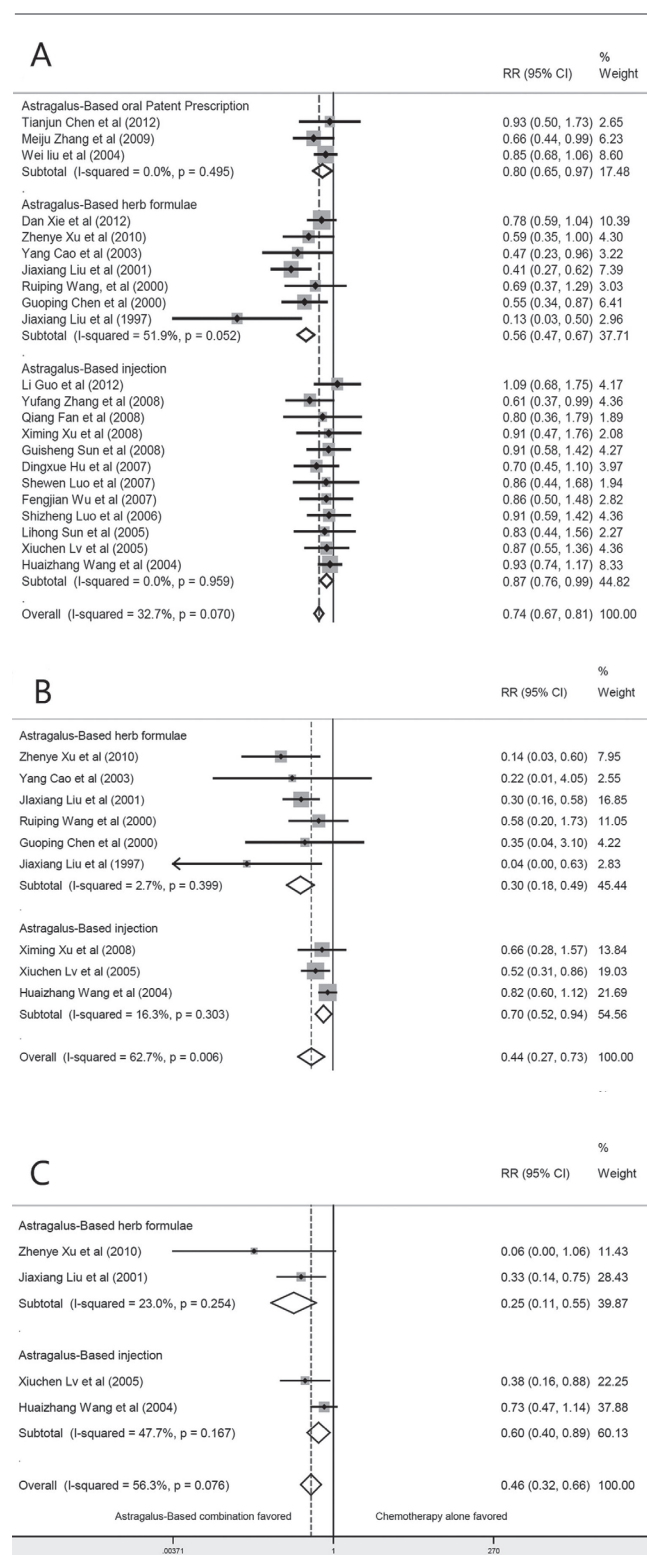 A
%
RR (95% CI) Weight
Astragalus-Based oral Patent Prescription
Tianjun Chen et al (2012) 0.93 (0.50, 1.73) 2.65
Meiju Zhang et al (2009) 0.66 (0.44, 0.99) 6.23
Wei liu et al (2004) 0.85 (0.68, 1.06) 8.60
Subtotal (I-squared = 0.0%, p = 0.495) 0.80 (0.65, 0.97) 17.48
.
Astragalus-Based herb formulae
Dan Xie et al (2012) 0.78 (0.59, 1.04) 10.39
Zhenye Xu et al (2010) 0.59 (0.35, 1.00) 4.30
Yang Cao et al (2003) 0.47 (0.23, 0.96) 3.22
Jiaxiang Liu et al (2001) 0.41 (0.27, 0.62) 7.39
Ruiping Wang, et al (2000) 0.69 (0.37, 1.29) 3.03
Guoping Chen et al (2000) 0.55 (0.34, 0.87) 6.41
Jiaxiang Liu et al (1997) 0.13 (0.03, 0.50) 2.96
Subtotal (I-squared = 51.9%, p = 0.052) 0.56 (0.47, 0.67) 37.71
.
Astragalus-Based injection
Li Guo et al (2012) 1.09 (0.68, 1.75) 4.17
Yufang Zhang et al (2008) 0.61 (0.37, 0.99) 4.36
Qiang Fan et al (2008) 0.80 (0.36, 1.79) 1.89
Ximing Xu et al (2008) 0.91 (0.47, 1.76) 2.08
Guisheng Sun et al (2008) 0.91 (0.58, 1.42) 4.27
Dingxue Hu et al (2007) 0.70 (0.45, 1.10) 3.97
Shewen Luo et al (2007) 0.86 (0.44, 1.68) 1.94
Fengjian Wu et al (2007) 0.86 (0.50, 1.48) 2.82
Shizheng Luo et al (2006) 0.91 (0.59, 1.42) 4.36
Lihong Sun et al (2005) 0.83 (0.44, 1.56) 2.27
Xiuchen Lv et al (2005) 0.87 (0.55, 1.36) 4.36
Huaizhang Wang et al (2004) 0.93 (0.74, 1.17) 8.33
Subtotal (I-squared = 0.0%, p = 0.959) 0.87 (0.76, 0.99) 44.82
.
Overall (I-squared = 32.7%, p = 0.070) 0.74 (0.67, 0.81) 100.00
B
%
RR (95% CI) Weight
Astragalus-Based herb formulae
Zhenye Xu et al (2010) 0.14 (0.03, 0.60) 7.95
Yang Cao et al (2003) 0.22 (0.01, 4.05) 2.55
JIaxiang Liu et al (2001) 0.30 (0.16, 0.58) 16.85
Ruiping Wang et al (2000) 0.58 (0.20, 1.73) 11.05
Guoping Chen et al (2000) 0.35 (0.04, 3.10) 4.22
Jiaxiang Liu et al (1997) 0.04 (0.00, 0.63) 2.83
Subtotal (I-squared = 2.7%, p = 0.399) 0.30 (0.18, 0.49) 45.44
.
Astragalus-Based injection
Ximing Xu et al (2008) 0.66 (0.28, 1.57) 13.84
Xiuchen Lv et al (2005) 0.52 (0.31, 0.86) 19.03
Huaizhang Wang et al (2004) 0.82 (0.60, 1.12) 21.69
Subtotal (I-squared = 16.3%, p = 0.303) 0.70 (0.52, 0.94) 54.56
.
Overall (I-squared = 62.7%, p = 0.006) 0.44 (0.27, 0.73) 100.00
C
%
RR (95% CI) Weight
Astragalus-Based herb formulae
Zhenye Xu et al (2010) 0.06 (0.00, 1.06) 11.43
Jiaxiang Liu et al (2001) 0.33 (0.14, 0.75) 28.43
Subtotal (I-squared = 23.0%, p = 0.254) 0.25 (0.11, 0.55) 39.87
.
Astragalus-Based injection
Xiuchen Lv et al (2005) 0.38 (0.16, 0.88) 22.25
Huaizhang Wang et al (2004) 0.73 (0.47, 1.14) 37.88
Subtotal (I-squared = 47.7%, p = 0.167) 0.60 (0.40, 0.89) 60.13
.
Overall (I-squared = 56.3%, p = 0.076) 0.46 (0.32, 0.66) 100.00
Astragalus-Based combination favored Chemotherapy alone favored
.00371 1 270